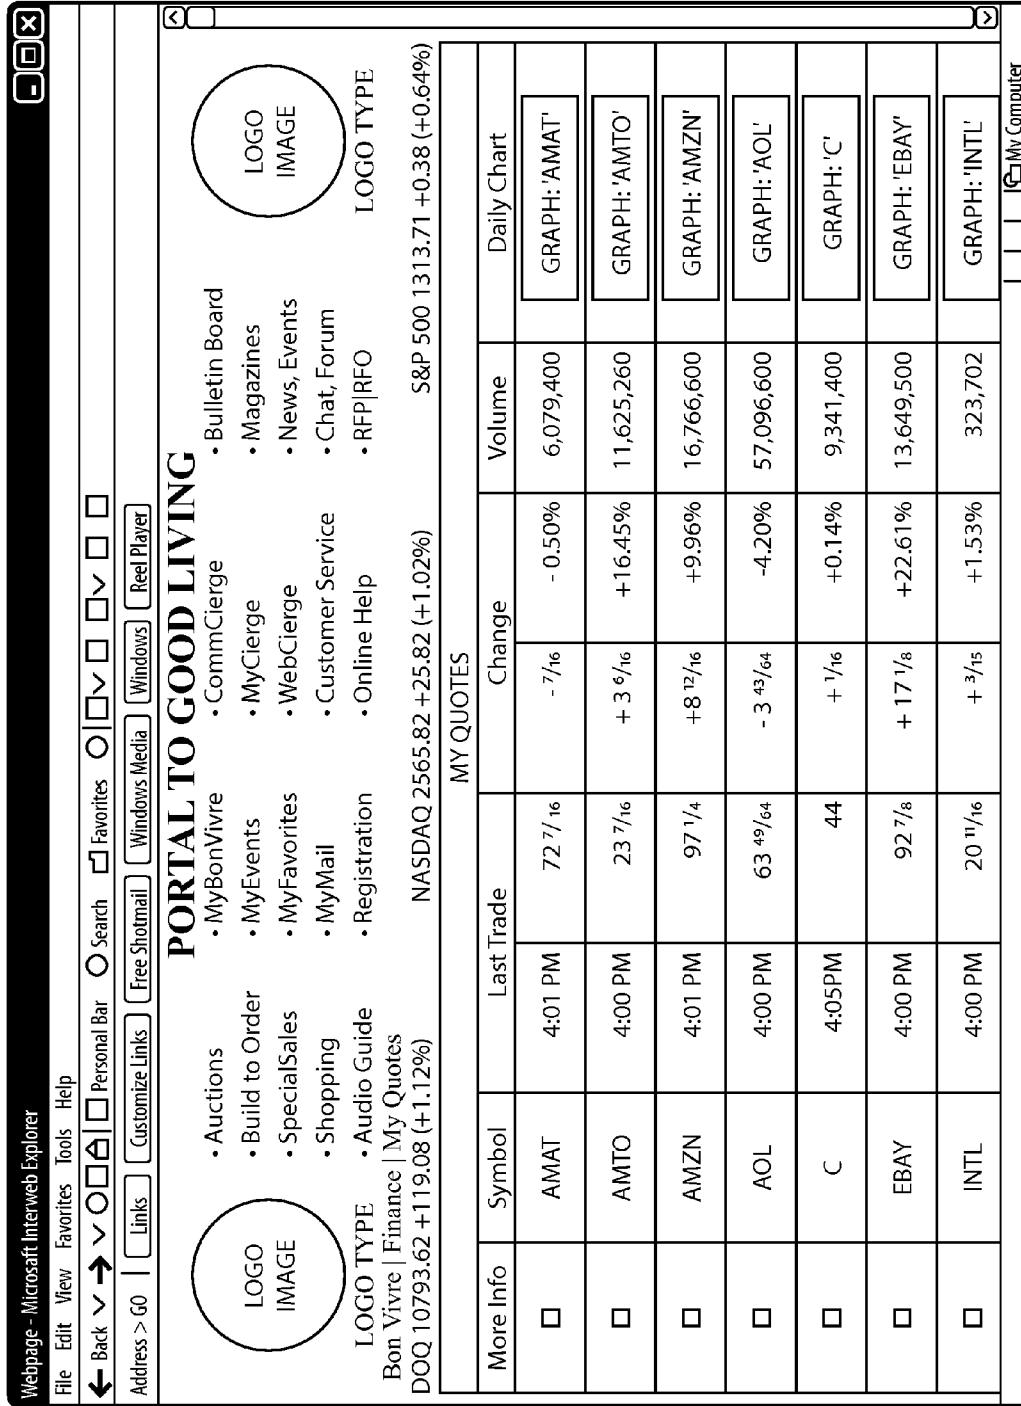 Webpage - Microsaft Interweb Explorer
File Edit View Favorites Tools Help
Back Personal Bar Search Favorites
Address > GO Links Customize Links Free Shotmail Windows Media Windows Reel Player
PORTAL TO GOOD LIVING
LOGO IMAGE
LOGO TYPE
• Auctions • MyBonVivre • CommCierge • Bulletin Board
• Build to Order • MyEvents • MyCierge • Magazines
• SpecialSales • MyFavorites • WebCierge • News, Events
• Shopping • MyMail • Customer Service • Chat, Forum
• Audio Guide • Registration • Online Help • RFP|RFO
LOGO IMAGE
LOGO TYPE
Bon Vivre | Finance | My Quotes
DOQ 10793.62 +119.08 (+1.12%) NASDAQ 2565.82 +25.82 (+1.02%) S&P 500 1313.71 +0.38 (+0.64%)
MY QUOTES
More Info Symbol Last Trade Change Volume Daily Chart
AMAT 4:01 PM 72 7/16 - 7/16 - 0.50% 6,079,400 GRAPH: 'AMAT'
AMTO 4:00 PM 23 7/16 + 3 6/16 +16.45% 11,625,260 GRAPH: 'AMTO'
AMZN 4:01 PM 97 1/4 +8 12/16 +9.96% 16,766,600 GRAPH: 'AMZN'
AOL 4:00 PM 63 49/64 - 3 43/64 -4.20% 57,096,600 GRAPH: 'AOL'
C 4:05PM 44 + 1/16 +0.14% 9,341,400 GRAPH: 'C'
EBAY 4:00 PM 92 7/8 + 17 1/8 +22.61% 13,649,500 GRAPH: 'EBAY'
INTL 4:00 PM 20 11/16 + 3/15 +1.53% 323,702 GRAPH: 'INTL'
My Computer